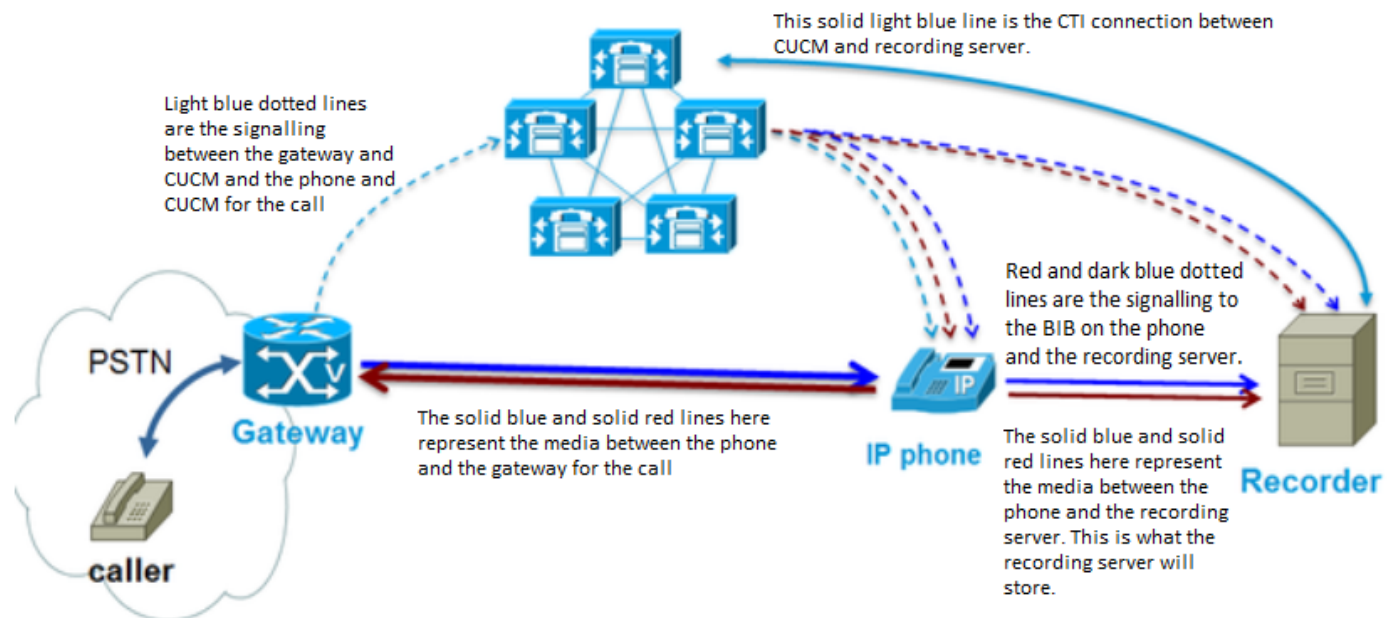 This solid light blue line is the CTI connection between
CUCM and recording server.
Light blue dotted lines
are the signalling
between the gateway and
CUCM and the phone and
CUCM for the call
PSTN
V
Gateway
caller
The solid blue and solid red lines here
represent the media between the phone
and the gateway for the call
IP
IP phone
Red and dark blue dotted
lines are the signalling to
the BIB on the phone
and the recording server.
The solid blue and solid
red lines here represent
the media between the
phone and the recording
server. This is what the
recording server will
store.
Recorder